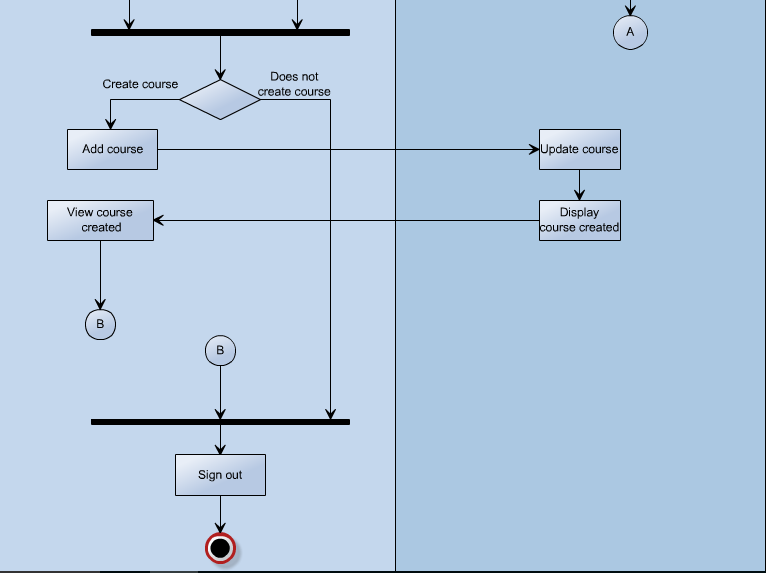 A
Create course
Does not
create course
Add course
Update course
View course
created
Display
course created
B
B
Sign out